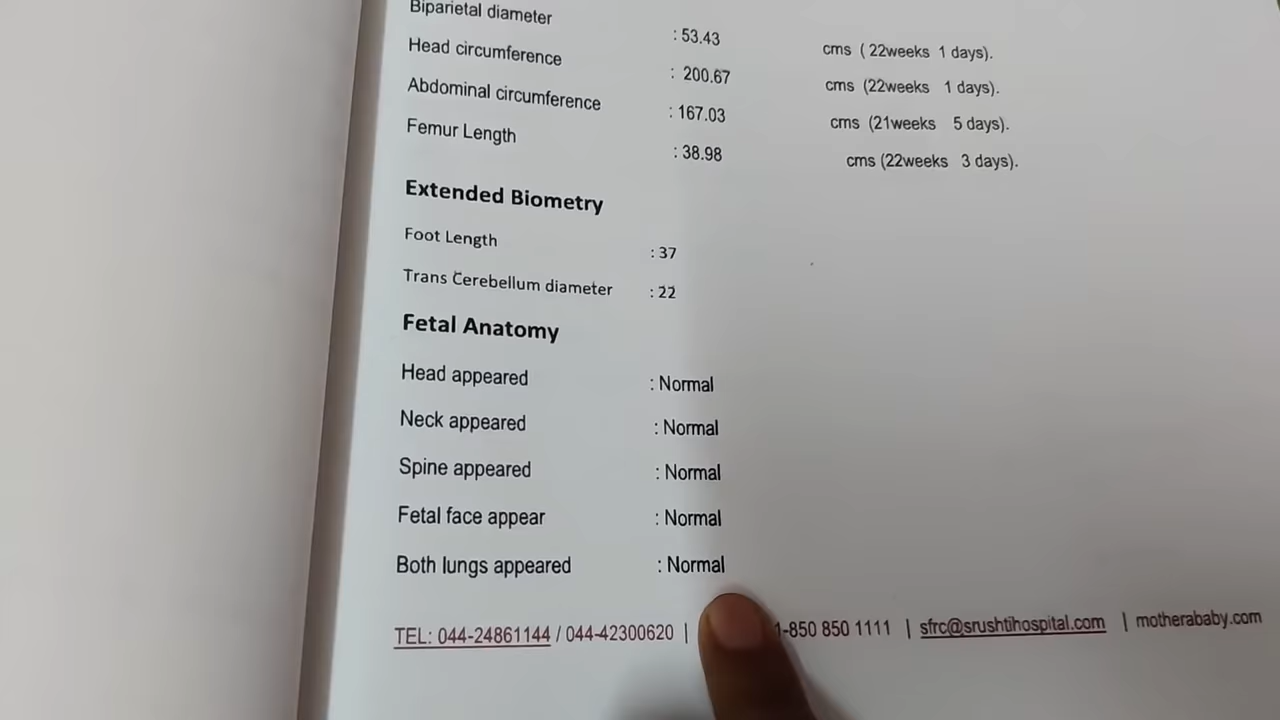 Biparietal diameter : 53.43 cms ( 22weeks 1 days).
Head circumference : 200.67 cms (22weeks 1 days).
Abdominal circumference : 167.03 cms (21weeks 5 days).
Femur Length : 38.98 cms (22weeks 3 days).
Extended Biometry
Foot Length : 37
Trans Cerebellum diameter : 22
Fetal Anatomy
Head appeared : Normal
Neck appeared : Normal
Spine appeared : Normal
Fetal face appear : Normal
Both lungs appeared : Normal
TEL: 044-24861144 / 044-42300620 | 1-850 850 1111 | sfrc@srushtihospital.com | motherababy.com